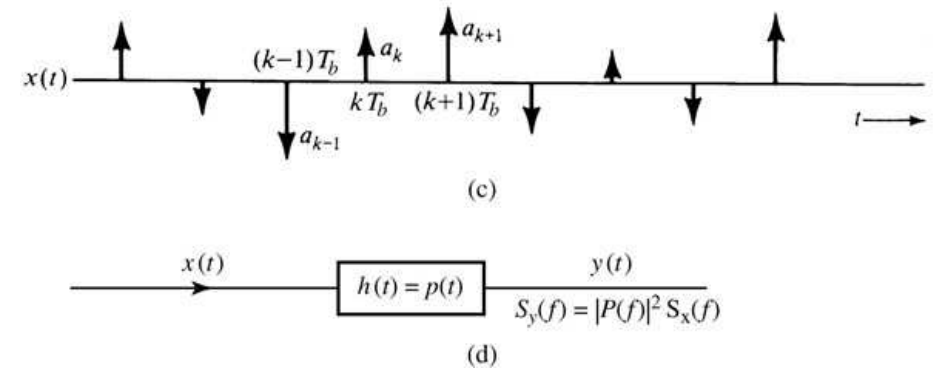 a_{k+1}
(k−1)T_b a_k
x(t)
kT_b (k+1)T_b
t
a_{k−1}
(c)
x(t) y(t)
h(t) = p(t)
S_y(f) = |P(f)|² S_x(f)
(d)